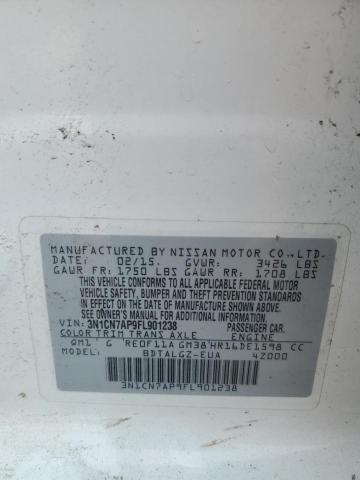 MANUFACTURED BY NISSAN MOTOR CO., LTD.
DATE: 02/15. GVWR: 3426 LBS
GAWR FR: 1750 LBS GAWR RR: 1708 LBS
THIS VEHICLE CONFORMS TO ALL APPLICABLE FEDERAL
MOTOR VEHICLE SAFETY, BUMPER, AND THEFT
PREVENTION STANDARDS IN EFFECT ON THE DATE OF
MANUFACTURE SHOWN ABOVE.
SEE OWNER'S MANUAL FOR ADDITIONAL INFORMATION
VIN: 3N1CN7AP9FL901238 PASSENGER CAR
COLOR TRIM TRANS AXLE ENGINE
QM1 G RE0F11A GM38 HR16DE1598 CC
MODEL: BDTALGZ-EUA 4Z000
3N1CN7AP9FL901238